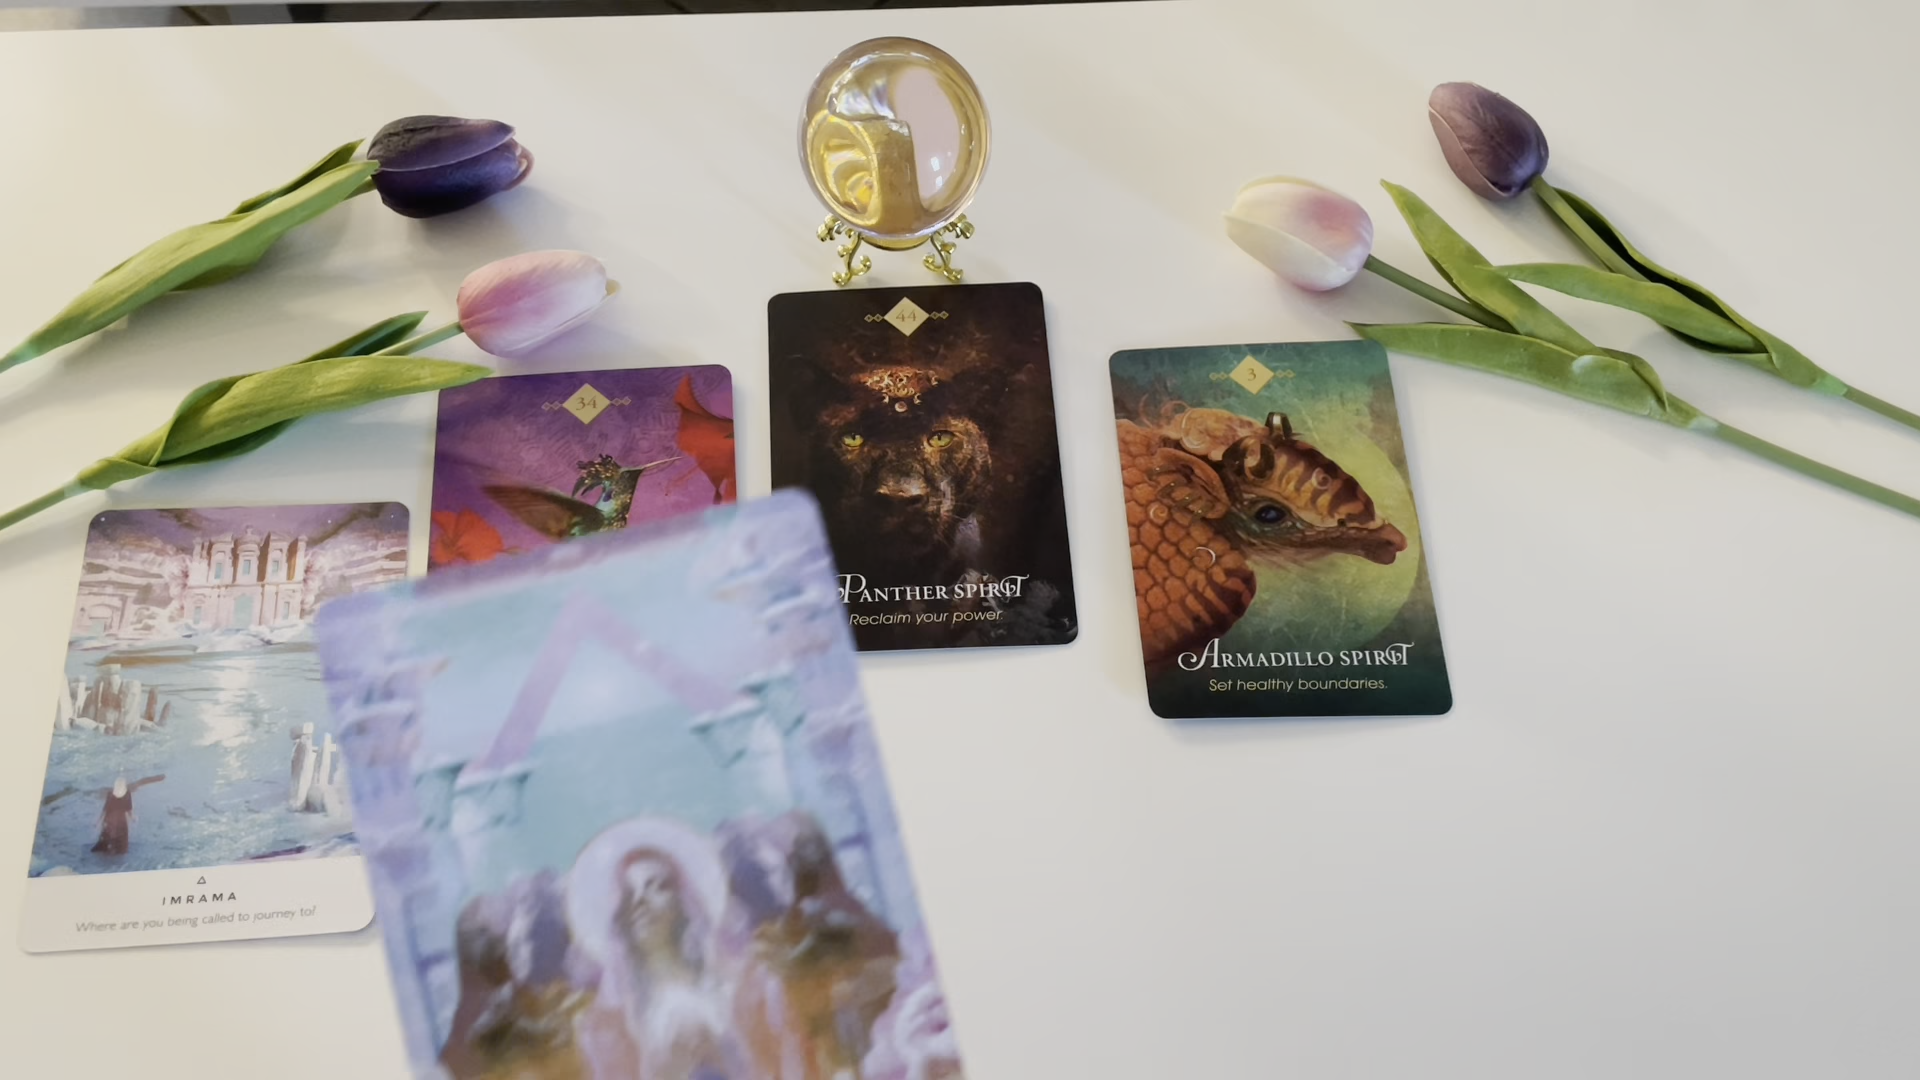 34
44
PANTHER SPIRIT
Reclaim your power.
3
ARMADILLO SPIRIT
Set healthy boundaries.
IMRAMA
Where are you being called to journey to?